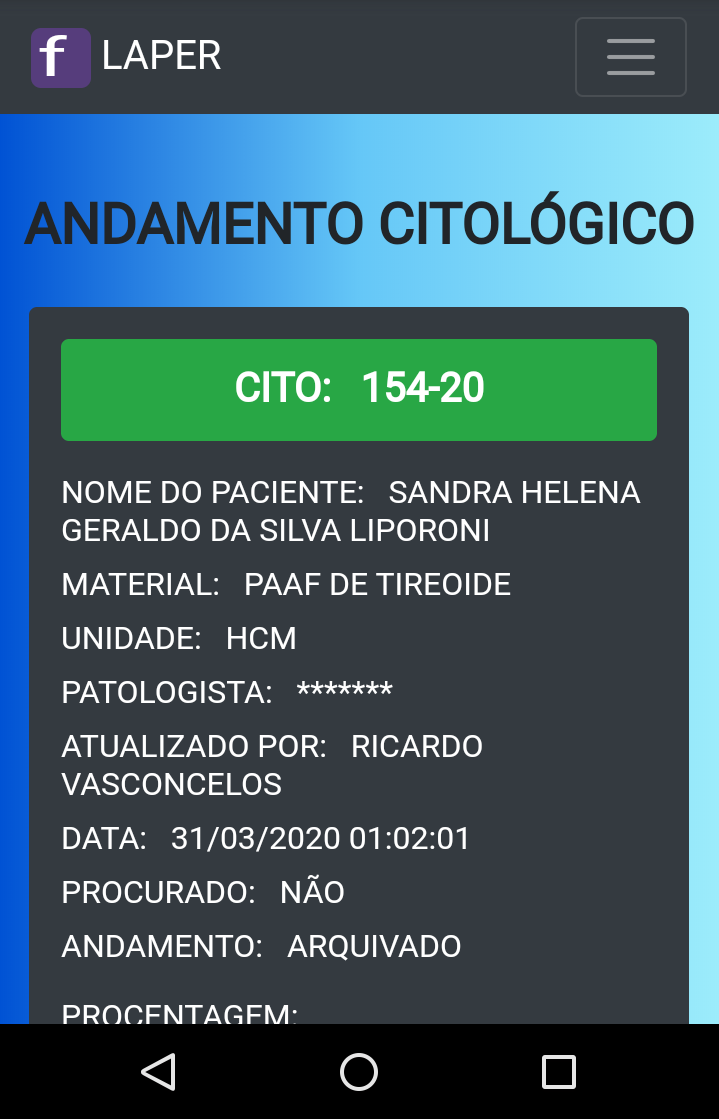 f LAPER
ANDAMENTO CITOLÓGICO
CITO: 154-20
NOME DO PACIENTE: SANDRA HELENA
GERALDO DA SILVA LIPORONI
MATERIAL: PAAF DE TIREOIDE
UNIDADE: HCM
PATOLOGISTA: *******
ATUALIZADO POR: RICARDO
VASCONCELOS
DATA: 31/03/2020 01:02:01
PROCURADO: NÃO
ANDAMENTO: ARQUIVADO
PROCENTAGEM: